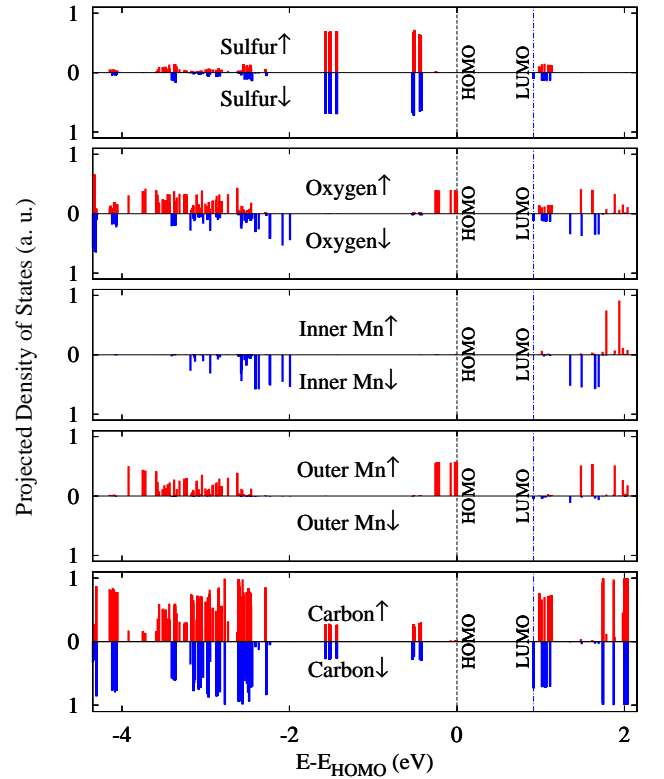 1
Sulfur↑
0
Sulfur↓
1
HOMO
LUMO
1
Oxygen↑
0
Oxygen↓
1
HOMO
LUMO
1
Inner Mn↑
0
Inner Mn↓
1
HOMO
LUMO
1
Outer Mn↑
0
Outer Mn↓
1
HOMO
LUMO
1
Carbon↑
0
Carbon↓
1
HOMO
LUMO
-4 -2 0 2
E-E_HOMO (eV)
Projected Density of States (a. u.)